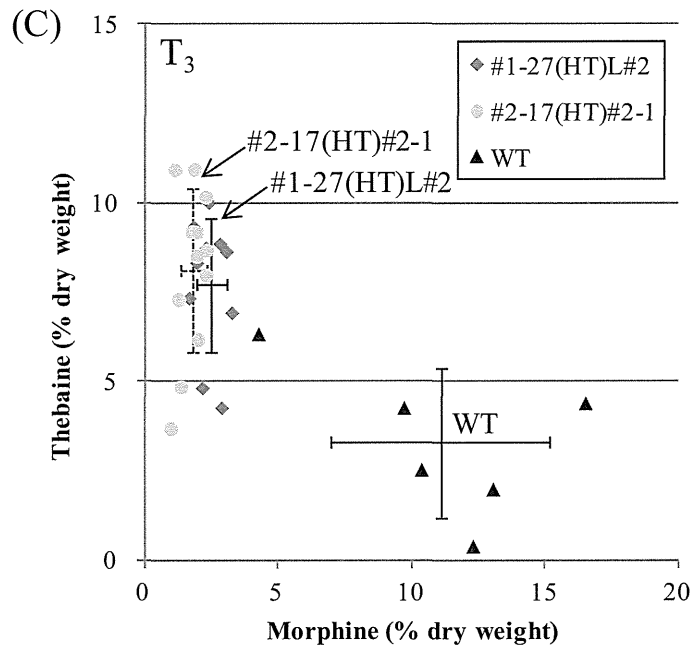 (C)
T3
#1-27(HT)L#2
#2-17(HT)#2-1
WT
#2-17(HT)#2-1
#1-27(HT)L#2
WT
15
10
5
0
Thebaine (% dry weight)
0 5 10 15 20
Morphine (% dry weight)